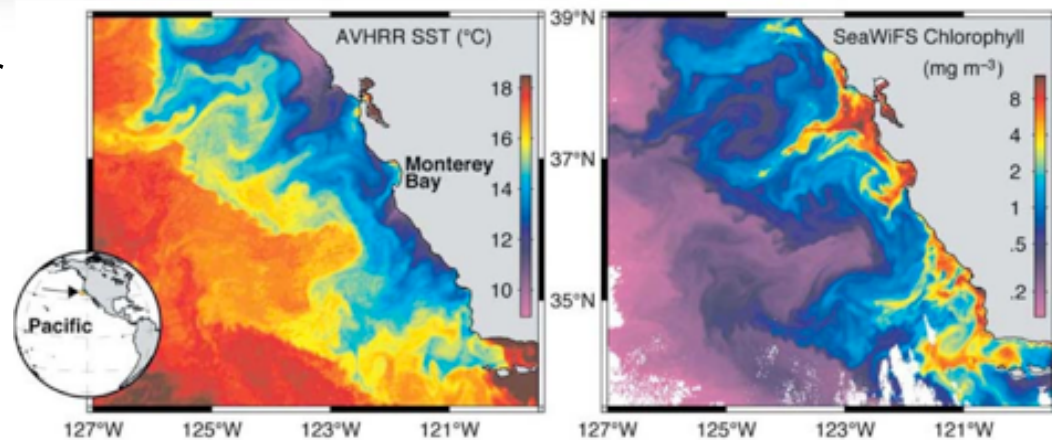 AVHRR SST (°C)
18
16
14
12
10
Monterey
Bay
Pacific
127°W
125°W
123°W
121°W
39°N
37°N
35°N
SeaWiFS Chlorophyll
(mg m⁻³)
8
4
2
1
.5
.2
127°W
125°W
123°W
121°W